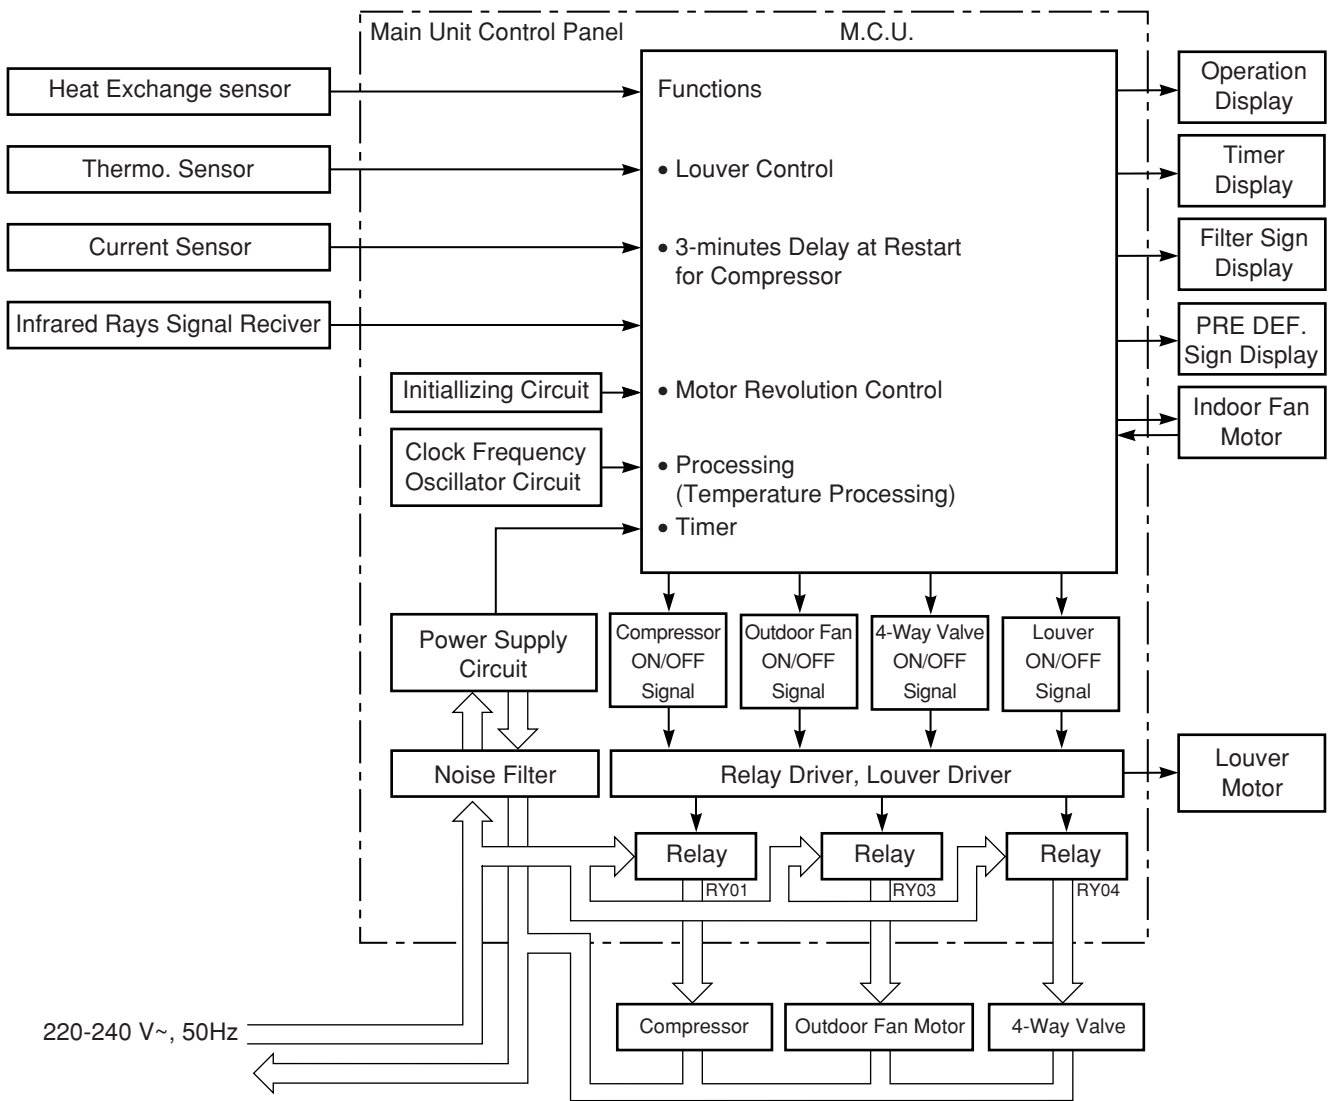 Main Unit Control Panel
M.C.U.
Heat Exchange sensor
Thermo. Sensor
Current Sensor
Infrared Rays Signal Reciver
Functions
• Louver Control
• 3-minutes Delay at Restart
for Compressor
• Motor Revolution Control
• Processing
(Temperature Processing)
• Timer
Initiallizing Circuit
Clock Frequency
Oscillator Circuit
Operation
Display
Timer
Display
Filter Sign
Display
PRE DEF.
Sign Display
Indoor Fan
Motor
Power Supply
Circuit
Compressor
ON/OFF
Signal
Outdoor Fan
ON/OFF
Signal
4-Way Valve
ON/OFF
Signal
Louver
ON/OFF
Signal
Noise Filter
Relay Driver, Louver Driver
Louver
Motor
Relay
RY01
Relay
RY03
Relay
RY04
220-240 V~, 50Hz
Compressor
Outdoor Fan Motor
4-Way Valve